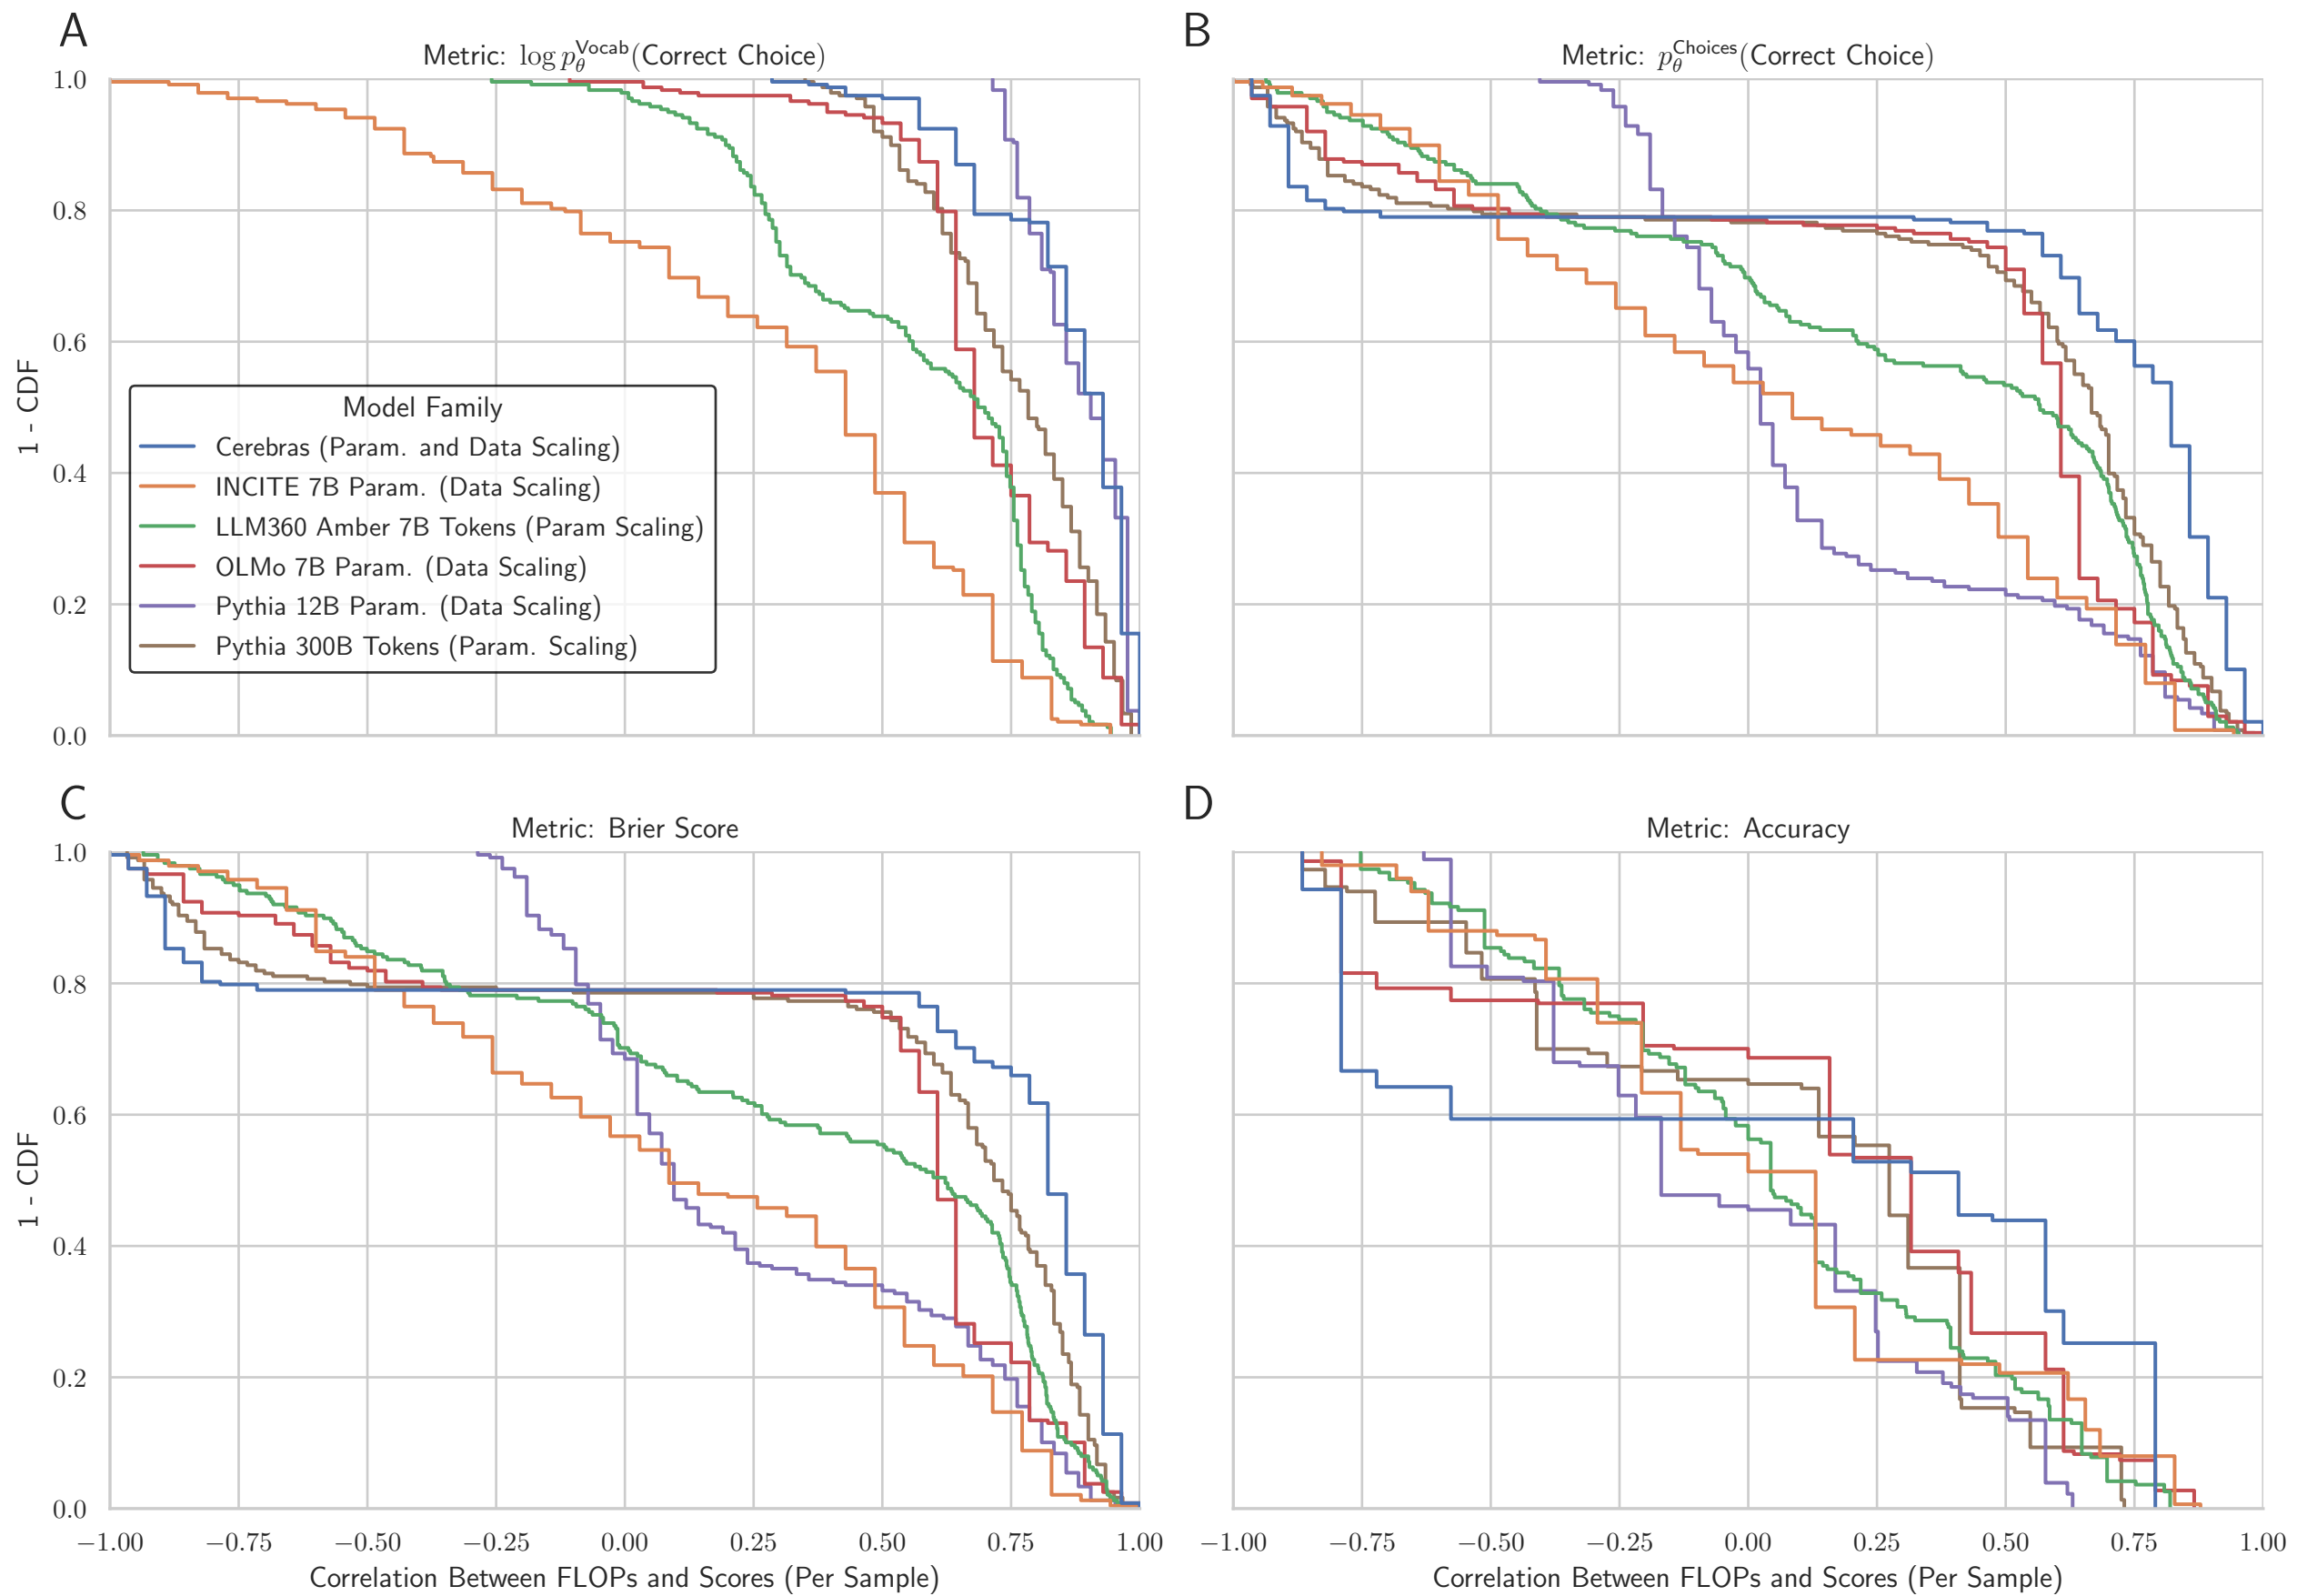 A
Metric: log p_θ^Vocab(Correct Choice)
1.0
0.8
0.6
0.4
0.2
0.0
1 - CDF
Model Family
Cerebras (Param. and Data Scaling)
INCITE 7B Param. (Data Scaling)
LLM360 Amber 7B Tokens (Param Scaling)
OLMo 7B Param. (Data Scaling)
Pythia 12B Param. (Data Scaling)
Pythia 300B Tokens (Param. Scaling)
B
Metric: p_θ^Choices(Correct Choice)
C
Metric: Brier Score
1.0
0.8
0.6
0.4
0.2
0.0
1 - CDF
−1.00 −0.75 −0.50 −0.25 0.00 0.25 0.50 0.75 1.00
Correlation Between FLOPs and Scores (Per Sample)
D
Metric: Accuracy
−1.00 −0.75 −0.50 −0.25 0.00 0.25 0.50 0.75 1.00
Correlation Between FLOPs and Scores (Per Sample)